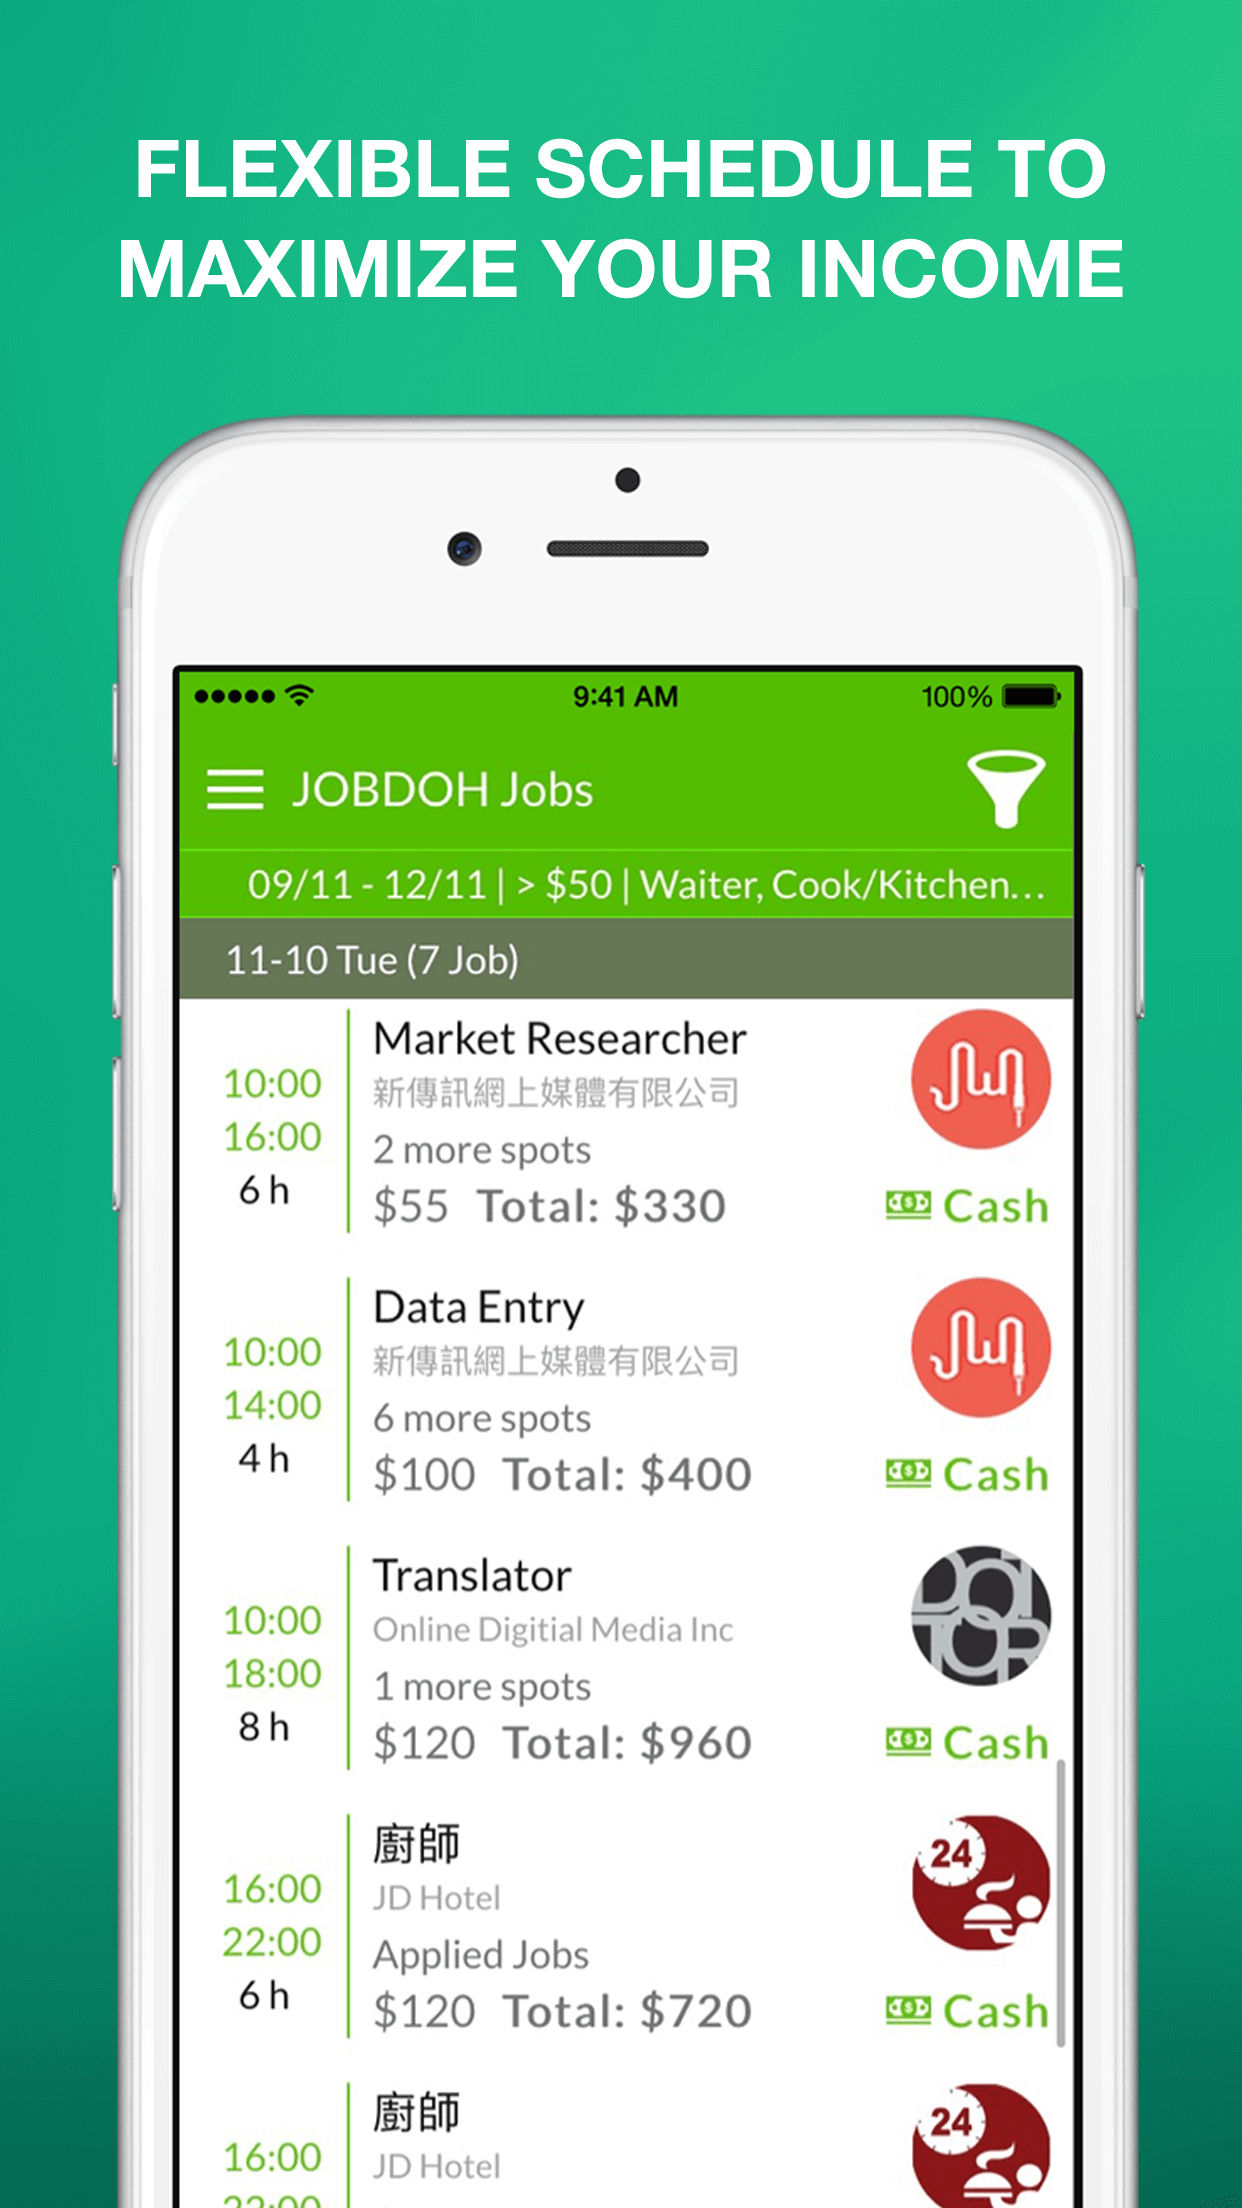 FLEXIBLE SCHEDULE TO
MAXIMIZE YOUR INCOME
9:41 AM
100%
JOBDOH Jobs
09/11 - 12/11 | > $50 | Waiter, Cook/Kitchen...
11-10 Tue (7 Job)
10:00
16:00
6 h
Market Researcher
新傳訊網上媒體有限公司
2 more spots
$55 Total: $330
Cash
10:00
14:00
4 h
Data Entry
新傳訊網上媒體有限公司
6 more spots
$100 Total: $400
Cash
10:00
18:00
8 h
Translator
Online Digitial Media Inc
1 more spots
$120 Total: $960
DOT
TOR
Cash
16:00
22:00
6 h
廚師
JD Hotel
Applied Jobs
$120 Total: $720
24
Cash
16:00
22:00
廚師
JD Hotel
24